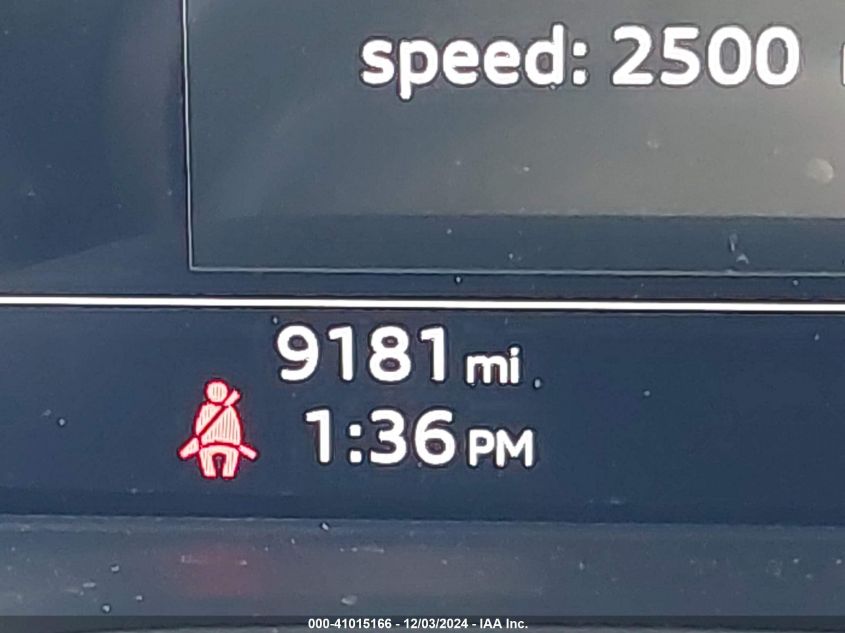 speed: 2500
9181 mi
1:36 PM
000-41015166 - 12/03/2024 - IAA Inc.